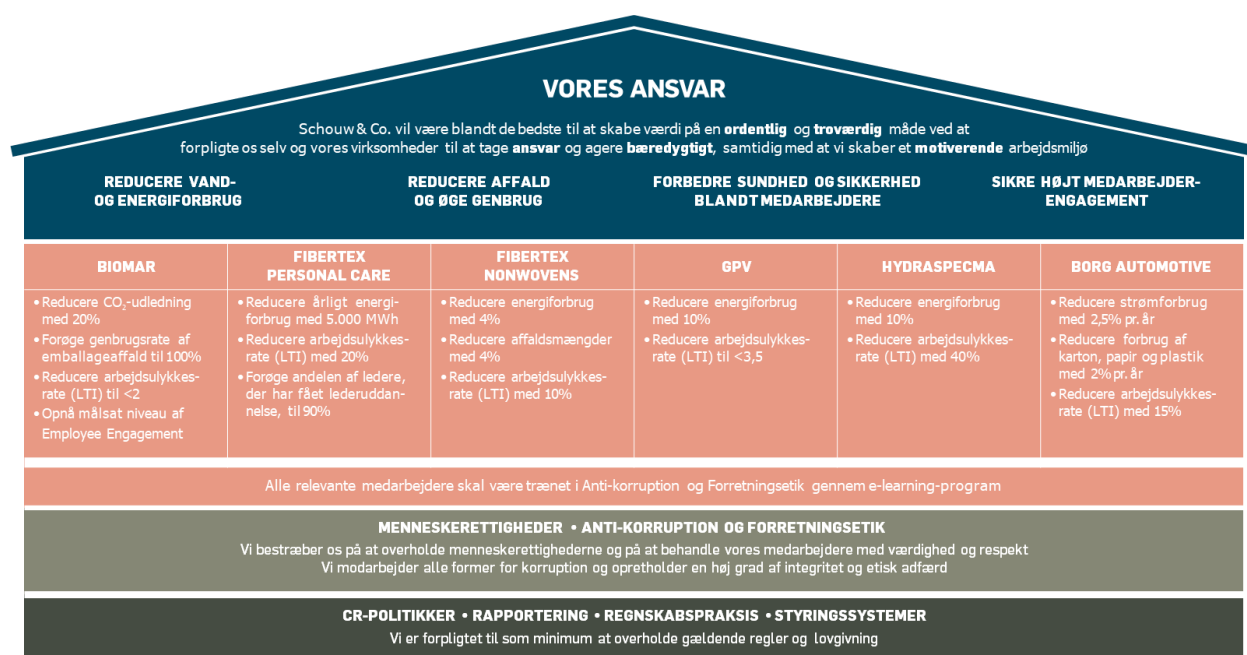 VORES ANSVAR
Schouw & Co. vil være blandt de bedste til at skabe værdi på en ordentlig og troværdig måde ved at
forpligte os selv og vores virksomheder til at tage ansvar og agere bæredygtigt, samtidig med at vi skaber et motiverende arbejdsmiljø
REDUCERE VAND-
OG ENERGIFORBRUG
REDUCERE AFFALD
OG ØGE GENBRUG
FORBEDRE SUNDHED OG SIKKERHED
BLANDT MEDARBEJDERE
SIKRE HØJT MEDARBEJDER-
ENGAGEMENT
BIOMAR
• Reducere CO₂-udledning
med 20%
• Forøge genbrugsrate af
emballageaffald til 100%
• Reducere arbejdsulykkes-
rate (LTI) til <2
• Opnå målsat niveau af
Employee Engagement
FIBERTEX
PERSONAL CARE
• Reducere årligt energi-
forbrug med 5.000 MWh
• Reducere arbejdsulykkes-
rate (LTI) med 20%
• Forøge andelen af ledere,
der har fået lederuddan-
nelse, til 90%
FIBERTEX
NONWOVENS
• Reducere energiforbrug
med 4%
• Reducere affaldsmængder
med 4%
• Reducere arbejdsulykkes-
rate (LTI) med 10%
GPV
• Reducere energiforbrug
med 10%
• Reducere arbejdsulykkes-
rate (LTI) til <3,5
HYDRASPECMA
• Reducere energiforbrug
med 10%
• Reducere arbejdsulykkes-
rate (LTI) med 40%
BORG AUTOMOTIVE
• Reducere strømforbrug
med 2,5% pr. år
• Reducere forbrug af
karton, papir og plastik
med 2% pr. år
• Reducere arbejdsulykkes-
rate (LTI) med 15%
Alle relevante medarbejdere skal være trænet i Anti-korruption og Forretningsetik gennem e-learning-program
MENNESKERETTIGHEDER • ANTI-KORRUPTION OG FORRETNINGSETIK
Vi bestræber os på at overholde menneskerettighederne og på at behandle vores medarbejdere med værdighed og respekt
Vi modarbejder alle former for korruption og opretholder en høj grad af integritet og etisk adfærd
CR-POLITIKKER • RAPPORTERING • REGNSKABSPRAKSIS • STYRINGSSYSTEMER
Vi er forpligtet til som minimum at overholde gældende regler og lovgivning